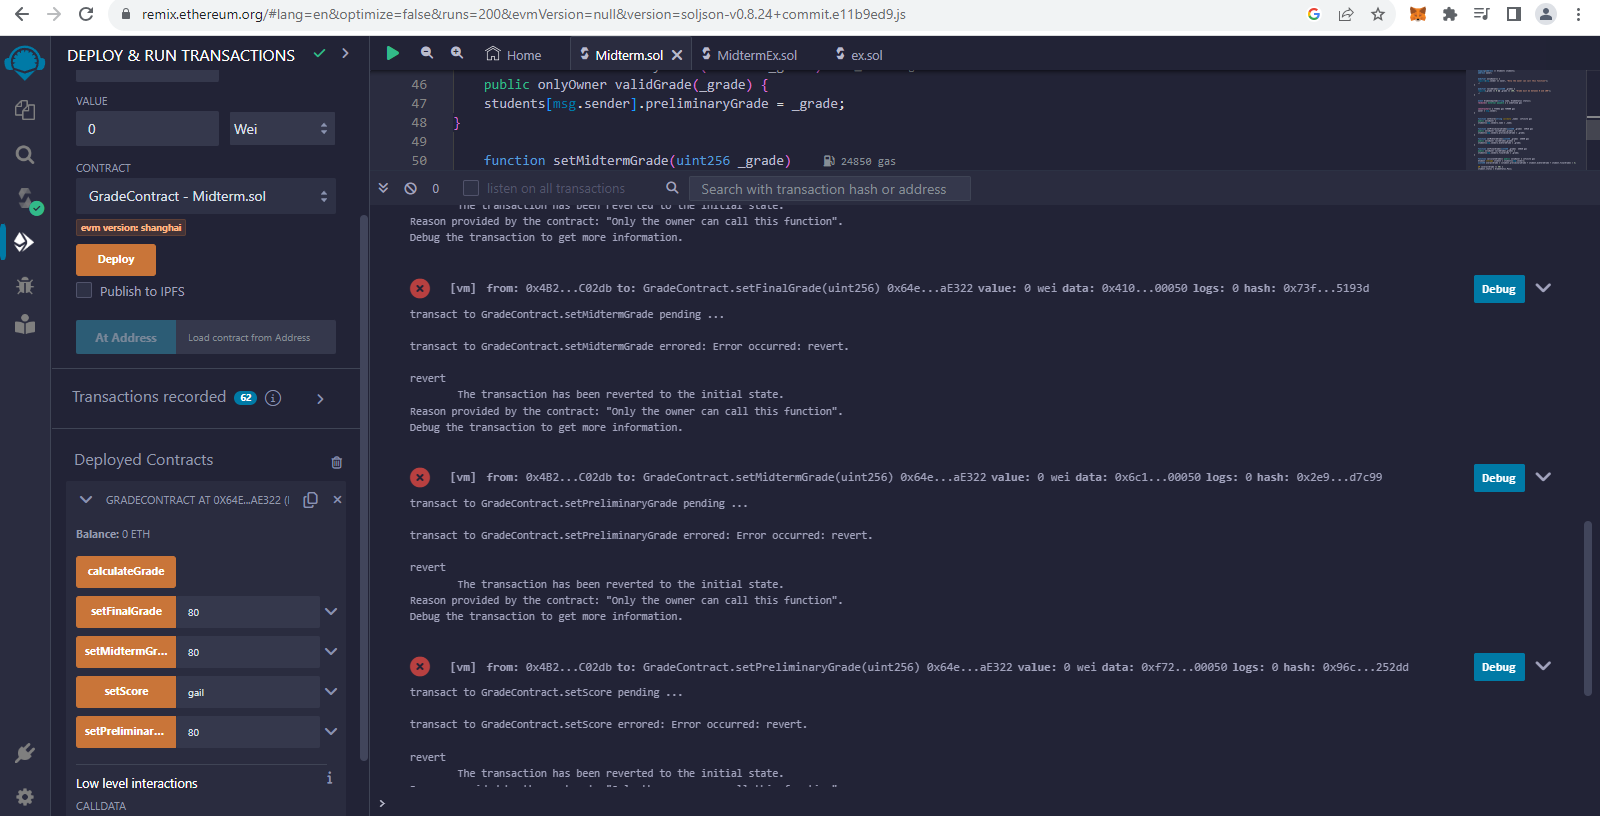 remix.ethereum.org/#lang=en&optimize=false&runs=200&evmVersion=null&version=soljson-v0.8.24+commit.e11b9ed9.js
DEPLOY & RUN TRANSACTIONS
VALUE
0
Wei
CONTRACT
GradeContract - Midterm.sol
evm version: shanghai
Deploy
Publish to IPFS
At Address
Load contract from Address
Transactions recorded 62
Deployed Contracts
GRADECONTRACT AT 0X64E...AE322 (
Balance: 0 ETH
calculateGrade
setFinalGrade 80
setMidtermGr... 80
setScore gail
setPreliminar... 80
Low level interactions
CALLDATA
Home
Midterm.sol
MidtermEx.sol
ex.sol
46 public onlyOwner validGrade(_grade) {
47 students[msg.sender].preliminaryGrade = _grade;
48 }
49
50 function setMidtermGrade(uint256 _grade) 24850 gas
0
listen on all transactions
Search with transaction hash or address
The transaction has been reverted to the initial state.
Reason provided by the contract: "Only the owner can call this function".
Debug the transaction to get more information.
[vm] from: 0x4B2...C02db to: GradeContract.setFinalGrade(uint256) 0x64e...aE322 value: 0 wei data: 0x410...00050 logs: 0 hash: 0x73f...5193d
Debug
transact to GradeContract.setMidtermGrade pending ...
transact to GradeContract.setMidtermGrade errored: Error occurred: revert.
revert
The transaction has been reverted to the initial state.
Reason provided by the contract: "Only the owner can call this function".
Debug the transaction to get more information.
[vm] from: 0x4B2...C02db to: GradeContract.setMidtermGrade(uint256) 0x64e...aE322 value: 0 wei data: 0x6c1...00050 logs: 0 hash: 0x2e9...d7c99
Debug
transact to GradeContract.setPreliminaryGrade pending ...
transact to GradeContract.setPreliminaryGrade errored: Error occurred: revert.
revert
The transaction has been reverted to the initial state.
Reason provided by the contract: "Only the owner can call this function".
Debug the transaction to get more information.
[vm] from: 0x4B2...C02db to: GradeContract.setPreliminaryGrade(uint256) 0x64e...aE322 value: 0 wei data: 0xf72...00050 logs: 0 hash: 0x96c...252dd
Debug
transact to GradeContract.setScore pending ...
transact to GradeContract.setScore errored: Error occurred: revert.
revert
The transaction has been reverted to the initial state.
>